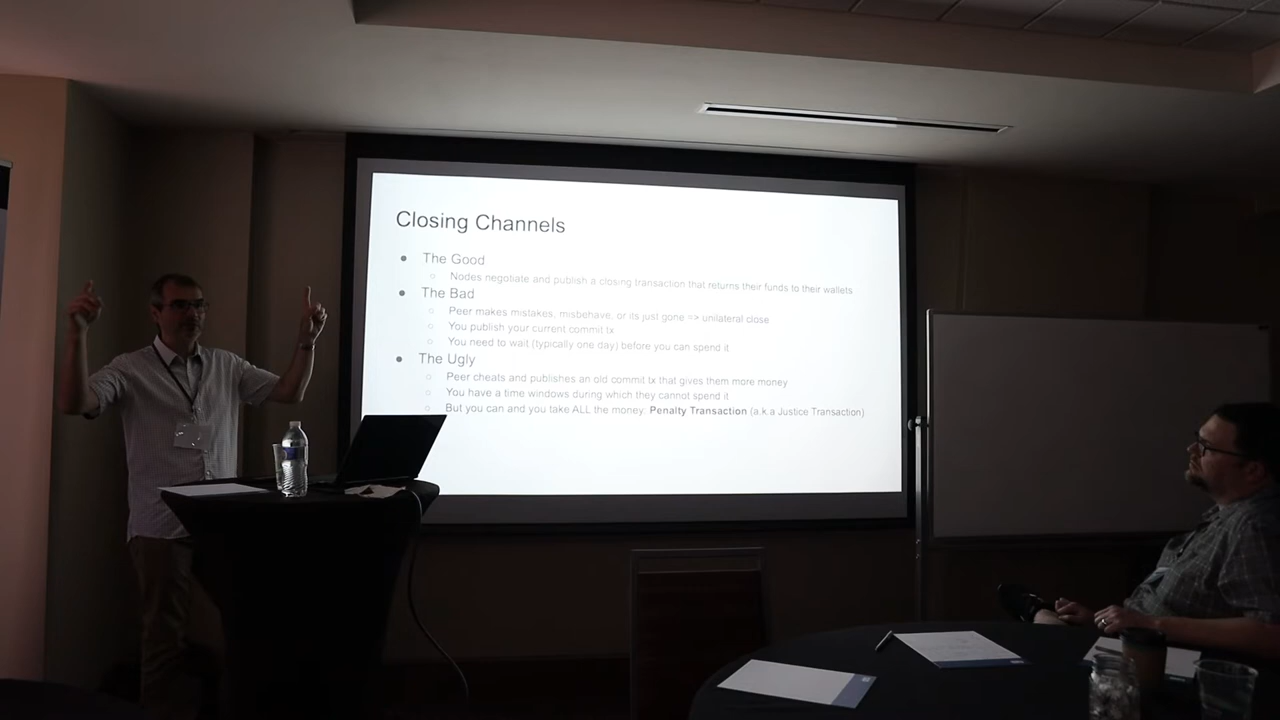 Closing Channels
● The Good
○ Nodes negotiate and publish a closing transaction that returns their funds to their wallets
● The Bad
○ Peer makes mistakes, misbehave, or its just gone => unilateral close
○ You publish your current commit tx
○ You need to wait (typically one day) before you can spend it
● The Ugly
○ Peer cheats and publishes an old commit tx that gives them more money
○ You have a time windows during which they cannot spend it
○ But you can and you take ALL the money: Penalty Transaction (a.k.a Justice Transaction)